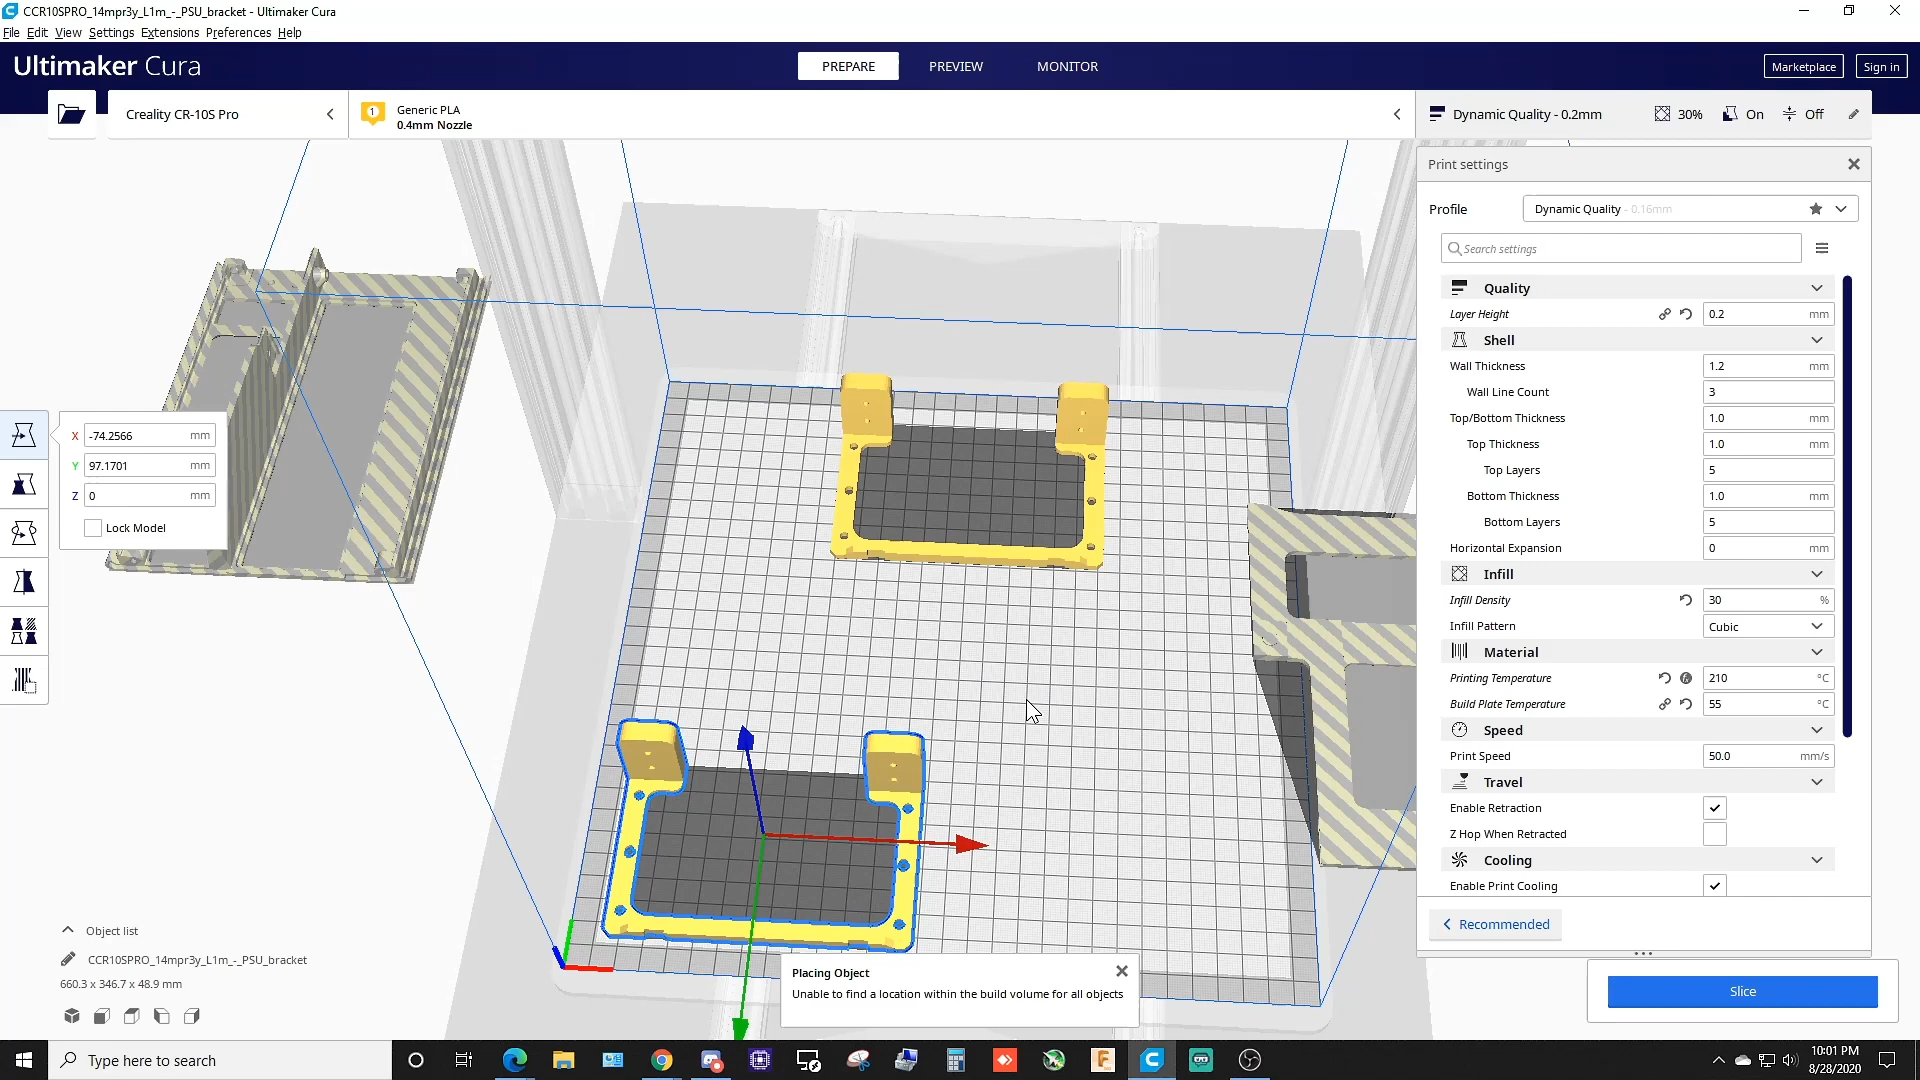 CCR10SPRO_14mpr3y_L1m_-_PSU_bracket - Ultimaker Cura
File Edit View Settings Extensions Preferences Help
Ultimaker Cura
PREPARE PREVIEW MONITOR
Marketplace Sign in
Creality CR-10S Pro
1 Generic PLA
0.4mm Nozzle
Dynamic Quality - 0.2mm 30% On Off
Print settings
Profile Dynamic Quality - 0.16mm
Search settings
Quality
Layer Height 0.2 mm
Shell
Wall Thickness 1.2 mm
Wall Line Count 3
Top/Bottom Thickness 1.0 mm
Top Thickness 1.0 mm
Top Layers 5
Bottom Thickness 1.0 mm
Bottom Layers 5
Horizontal Expansion 0 mm
Infill
Infill Density 30 %
Infill Pattern Cubic
Material
Printing Temperature 210 °C
Build Plate Temperature 55 °C
Speed
Print Speed 50.0 mm/s
Travel
Enable Retraction
Z Hop When Retracted
Cooling
Enable Print Cooling
Recommended
Slice
X -74.2566 mm
Y 97.1701 mm
Z 0 mm
Lock Model
Object list
CCR10SPRO_14mpr3y_L1m_-_PSU_bracket
660.3 x 346.7 x 48.9 mm
Placing Object
Unable to find a location within the build volume for all objects
Type here to search
10:01 PM
8/28/2020